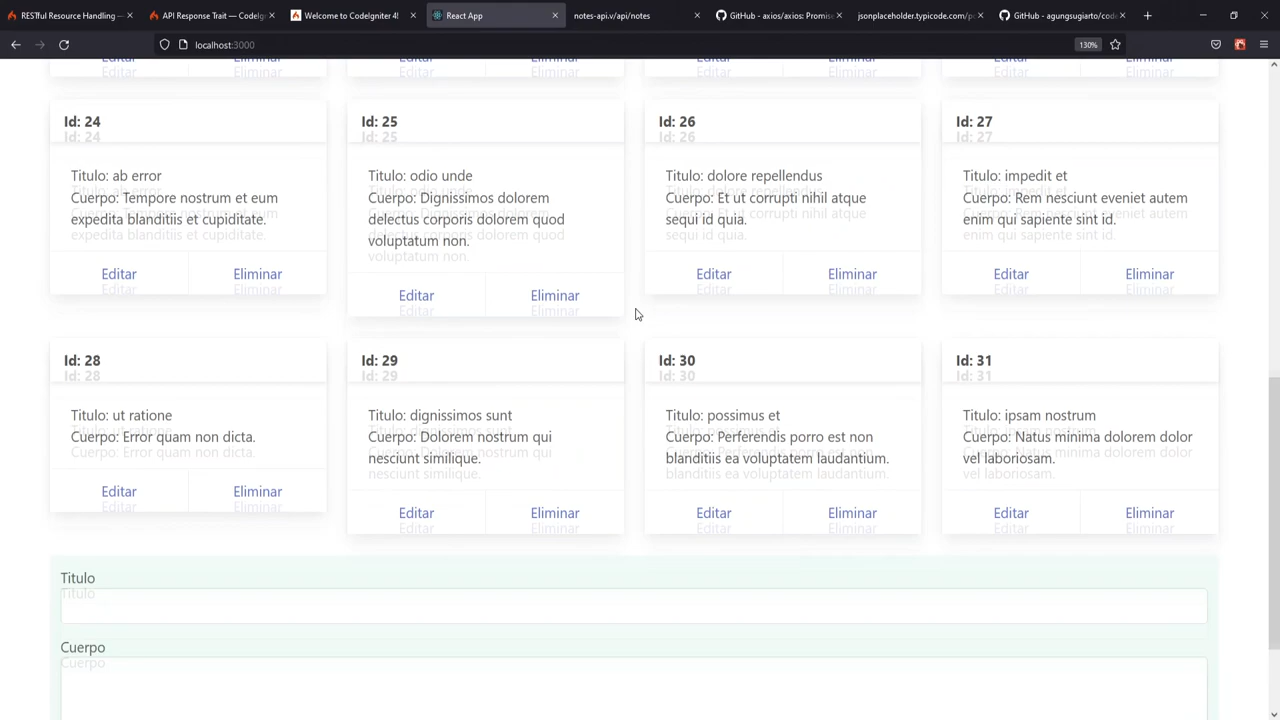 RESTful Resource Handling —
API Response Trait — CodeIgn
Welcome to CodeIgniter 4!
React App
notes-api.v/api/notes
GitHub - axios/axios: Promise
jsonplaceholder.typicode.com/po
GitHub - agungsugiarto/code
localhost:3000
130%
Editar Eliminar Editar Eliminar Editar Eliminar Editar Eliminar
Id: 24
Titulo: ab error
Cuerpo: Tempore nostrum et eum
expedita blanditiis et cupiditate.
Editar Eliminar
Id: 25
Titulo: odio unde
Cuerpo: Dignissimos dolorem
delectus corporis dolorem quod
voluptatum non.
Editar Eliminar
Id: 26
Titulo: dolore repellendus
Cuerpo: Et ut corrupti nihil atque
sequi id quia.
Editar Eliminar
Id: 27
Titulo: impedit et
Cuerpo: Rem nesciunt eveniet autem
enim qui sapiente sint id.
Editar Eliminar
Id: 28
Titulo: ut ratione
Cuerpo: Error quam non dicta.
Editar Eliminar
Id: 29
Titulo: dignissimos sunt
Cuerpo: Dolorem nostrum qui
nesciunt similique.
Editar Eliminar
Id: 30
Titulo: possimus et
Cuerpo: Perferendis porro est non
blanditiis ea voluptatem laudantium.
Editar Eliminar
Id: 31
Titulo: ipsam nostrum
Cuerpo: Natus minima dolorem dolor
vel laboriosam.
Editar Eliminar
Titulo
Cuerpo